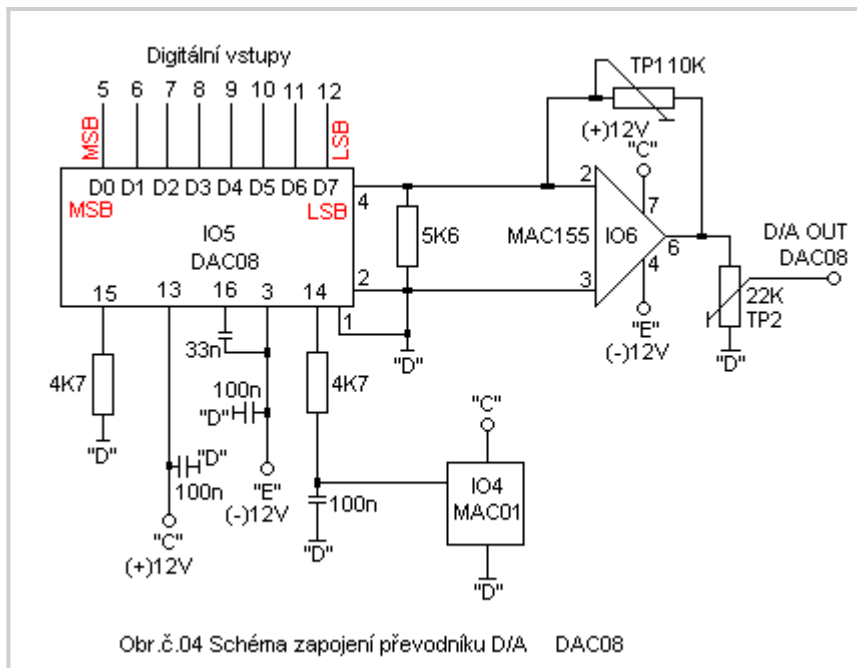 Digitální vstupy
5 6 7 8 9 10 11 12
MSB LSB
D0 D1 D2 D3 D4 D5 D6 D7
MSB LSB
IO5
DAC08
4
2
1
15 13 16 3 14
4K7
"D"
33n
100n
"D"
"D"
100n
"C"
(+)12V
"E"
(-)12V
4K7
100n
"D"
"D"
5K6
"C"
IO4
MAC01
"D"
TP110K
(+)12V
"C"
2
7
MAC155 IO6
6
3
4
"E"
(-)12V
D/A OUT
DAC08
22K
TP2
"D"
Obr.č.04 Schéma zapojení převodníku D/A DAC08